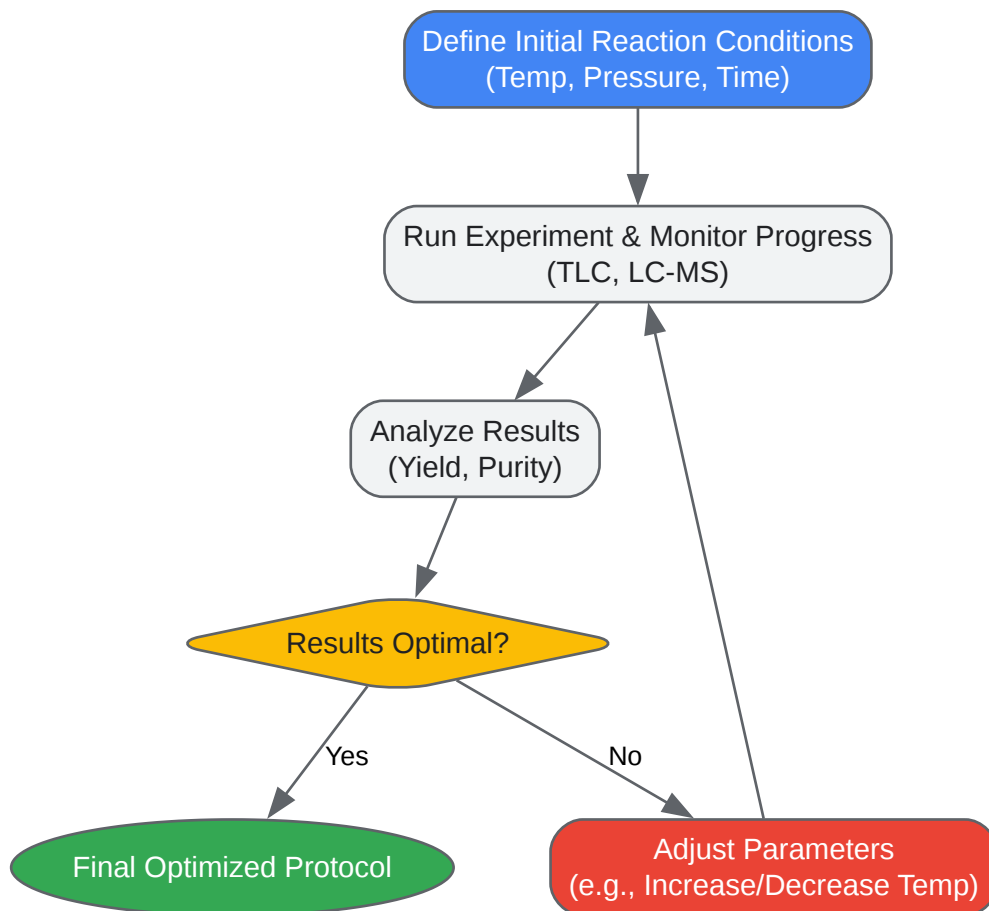 Define Initial Reaction Conditions
(Temp, Pressure, Time)
Run Experiment & Monitor Progress
(TLC, LC-MS)
Analyze Results
(Yield, Purity)
Results Optimal?
Yes
No
Final Optimized Protocol
Adjust Parameters
(e.g., Increase/Decrease Temp)